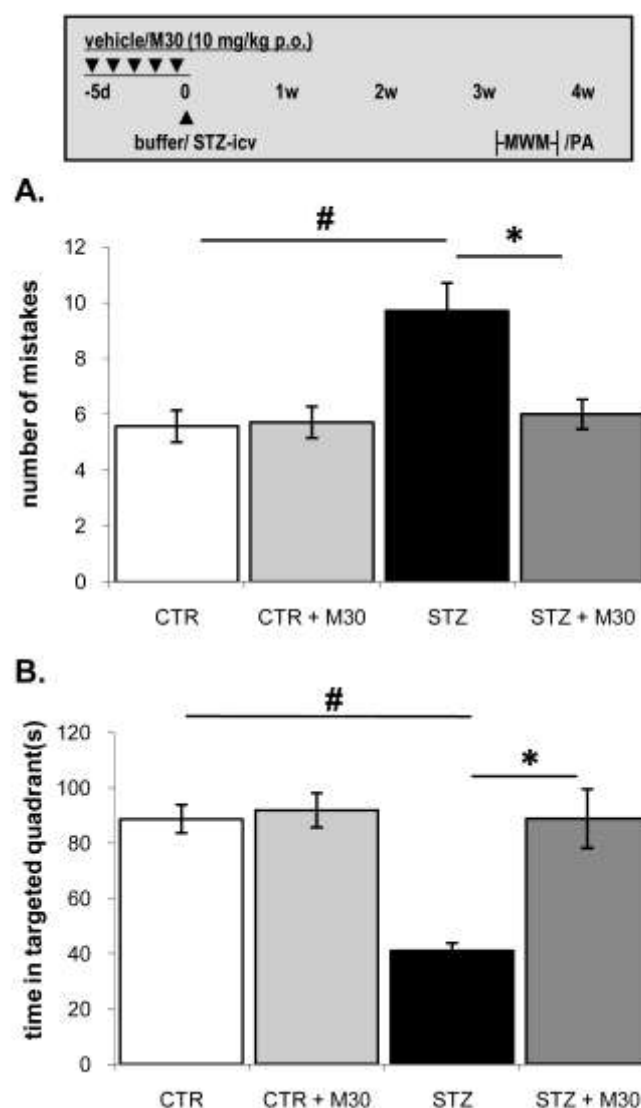 vehicle/M30 (10 mg/kg p.o.)
-5d 0 1w 2w 3w 4w
buffer/ STZ-icv |-MWM-| /PA
A.
# *
number of mistakes
12
10
8
6
4
2
0
CTR CTR + M30 STZ STZ + M30
B.
# *
time in targeted quadrant(s)
120
100
80
60
40
20
0
CTR CTR + M30 STZ STZ + M30